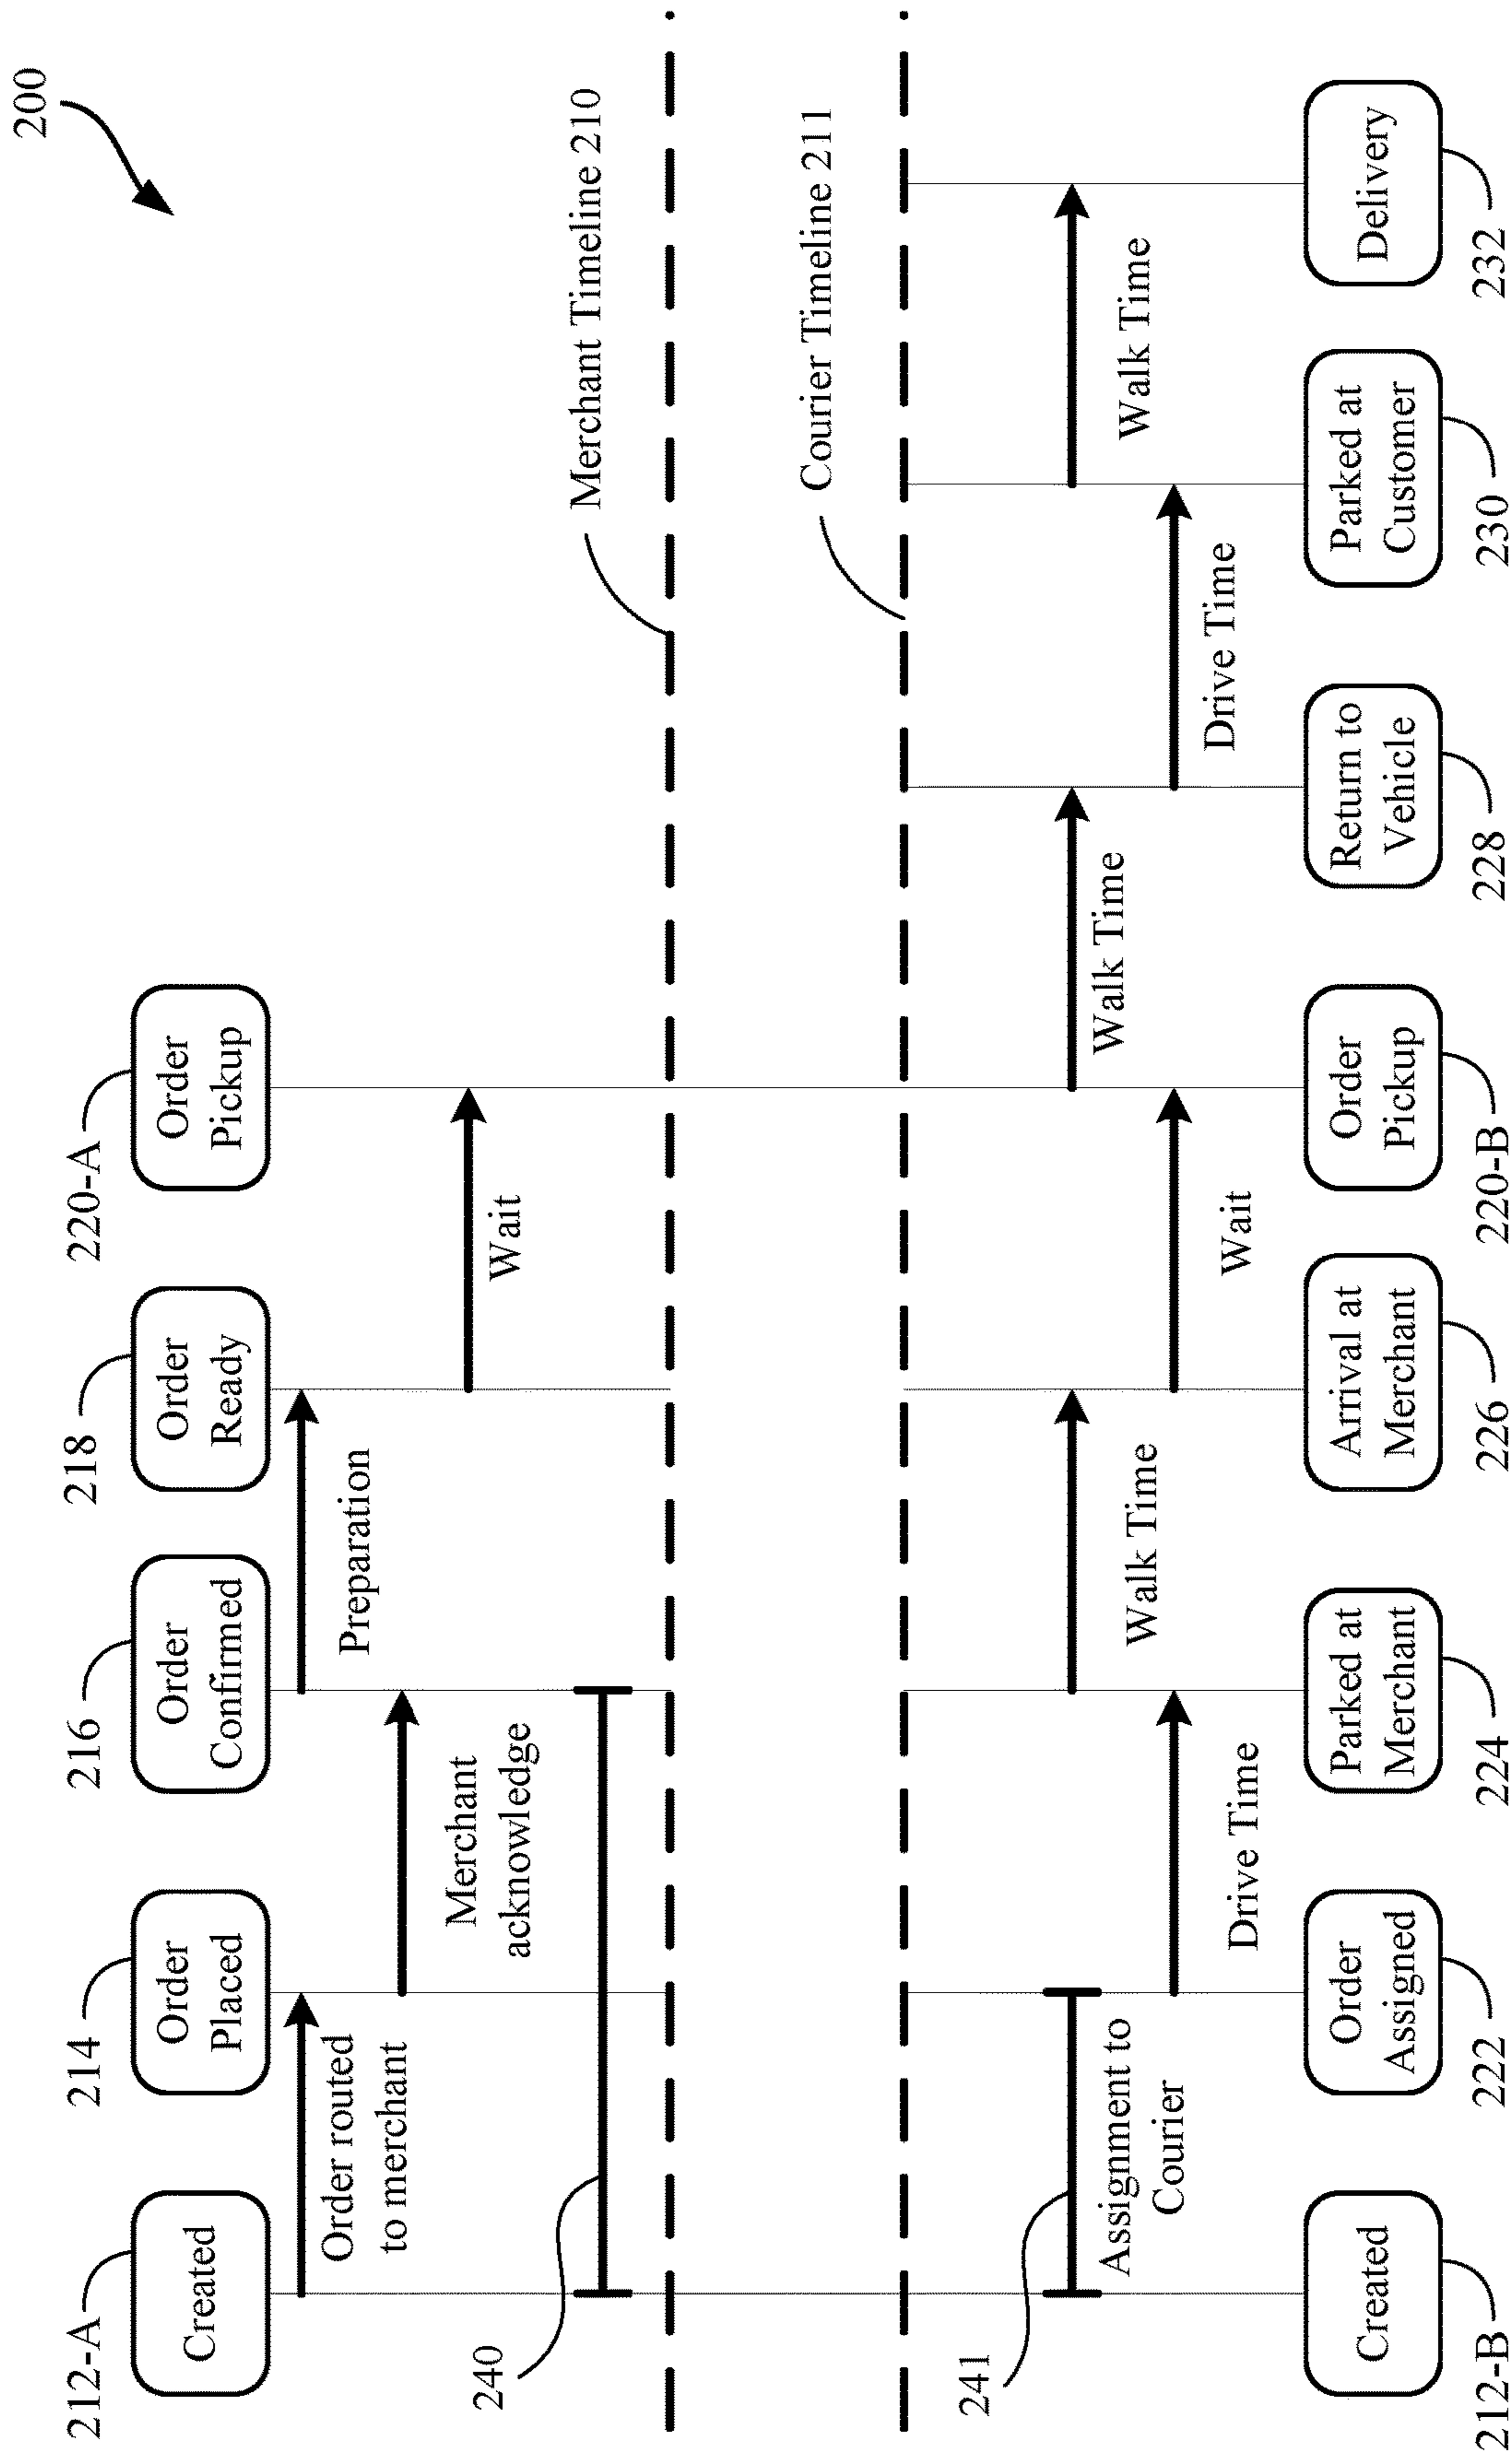 200
212-A
214
216
218
220-A
Created
Order
Placed
Order
Confirmed
Order
Ready
Order
Pickup
Order routed
to merchant
Merchant
acknowledge
Preparation
Wait
240
Merchant Timeline 210
Courier Timeline 211
241
Assignment to
Courier
Drive Time
Walk Time
Wait
Walk Time
Drive Time
Walk Time
Created
Order
Assigned
Parked at
Merchant
Arrival at
Merchant
Order
Pickup
Return to
Vehicle
Parked at
Customer
Delivery
212-B
222
224
226
220-B
228
230
232